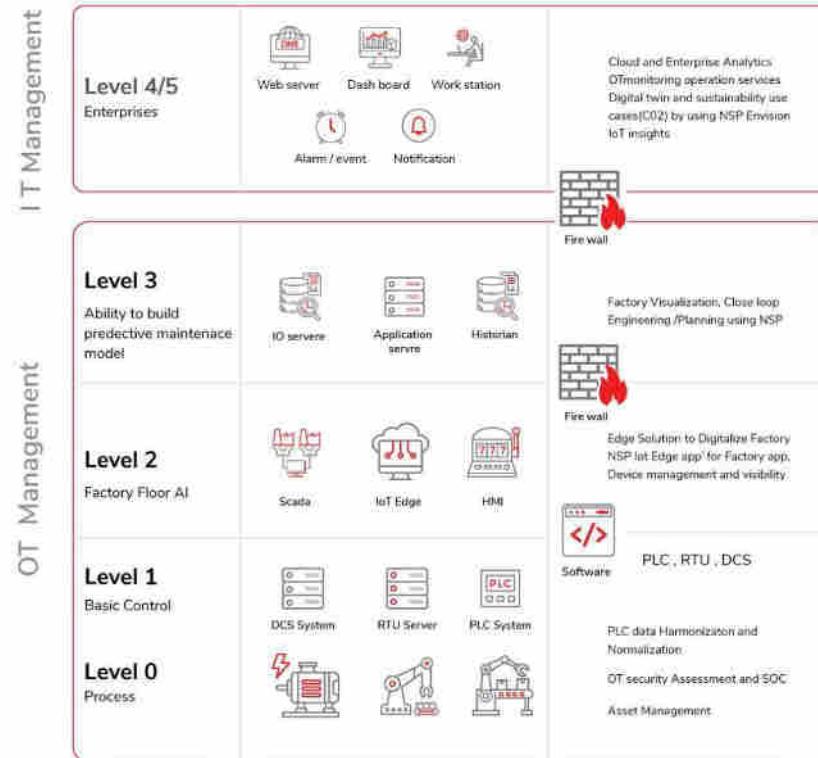 IT Management
Level 4/5
Enterprises
DNS
Web server
Dash board
Work station
Alarm / event
Notification
Cloud and Enterprise Analytics
OTmonitoring operation services
Digital twin and sustainability use
cases(C02) by using NSP Envision
IoT insights
Fire wall
OT Management
Level 3
Ability to build
predective maintenace
model
IO servere
Application
servre
Historian
Factory Visualization, Close loop
Engineering /Planning using NSP
Fire wall
Level 2
Factory Floor AI
Scada
IoT Edge
777
HMI
Edge Solution to Digitalize Factory
NSP Iot Edge app' for Factory app,
Device management and visibility
</>
Software
Level 1
Basic Control
DCS System
RTU Server
PLC
PLC System
PLC , RTU , DCS
Level 0
Process
PLC data Harmonizaton and
Normalization
OT security Assessment and SOC
Asset Management